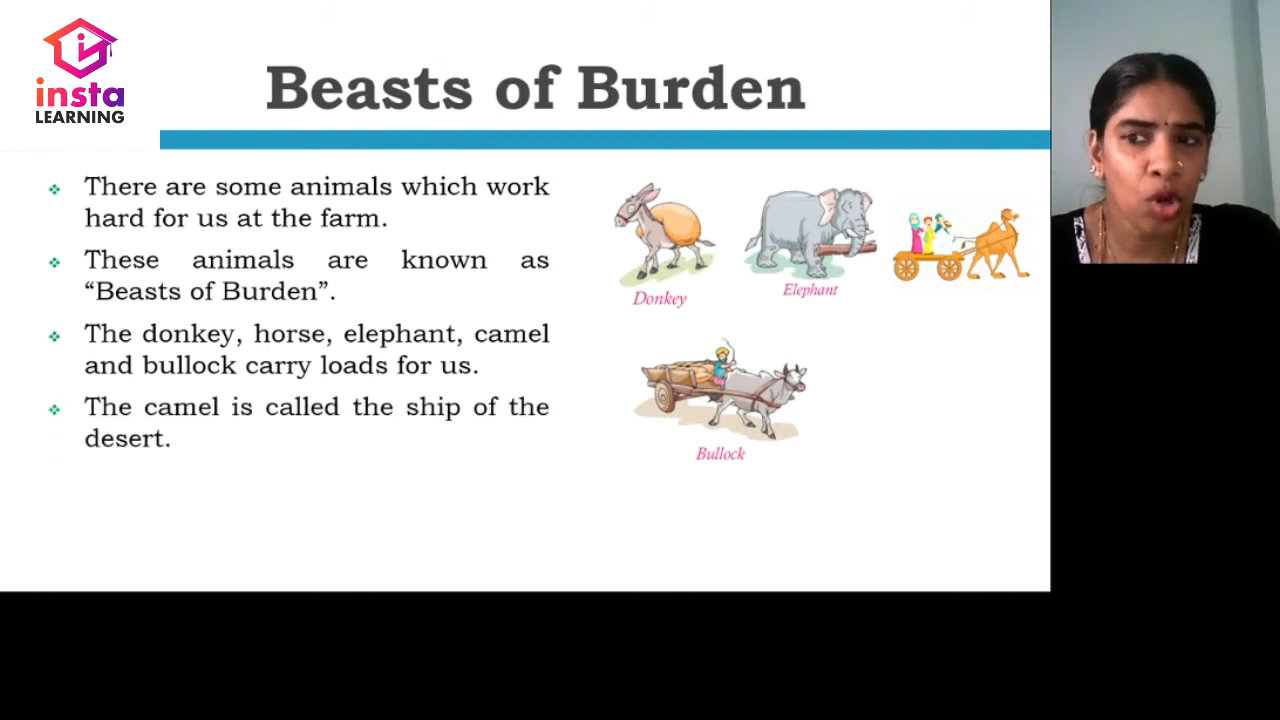 insta
LEARNING
Beasts of Burden
There are some animals which work
hard for us at the farm.
These animals are known as
“Beasts of Burden”.
The donkey, horse, elephant, camel
and bullock carry loads for us.
The camel is called the ship of the
desert.
Donkey
Elephant
Bullock